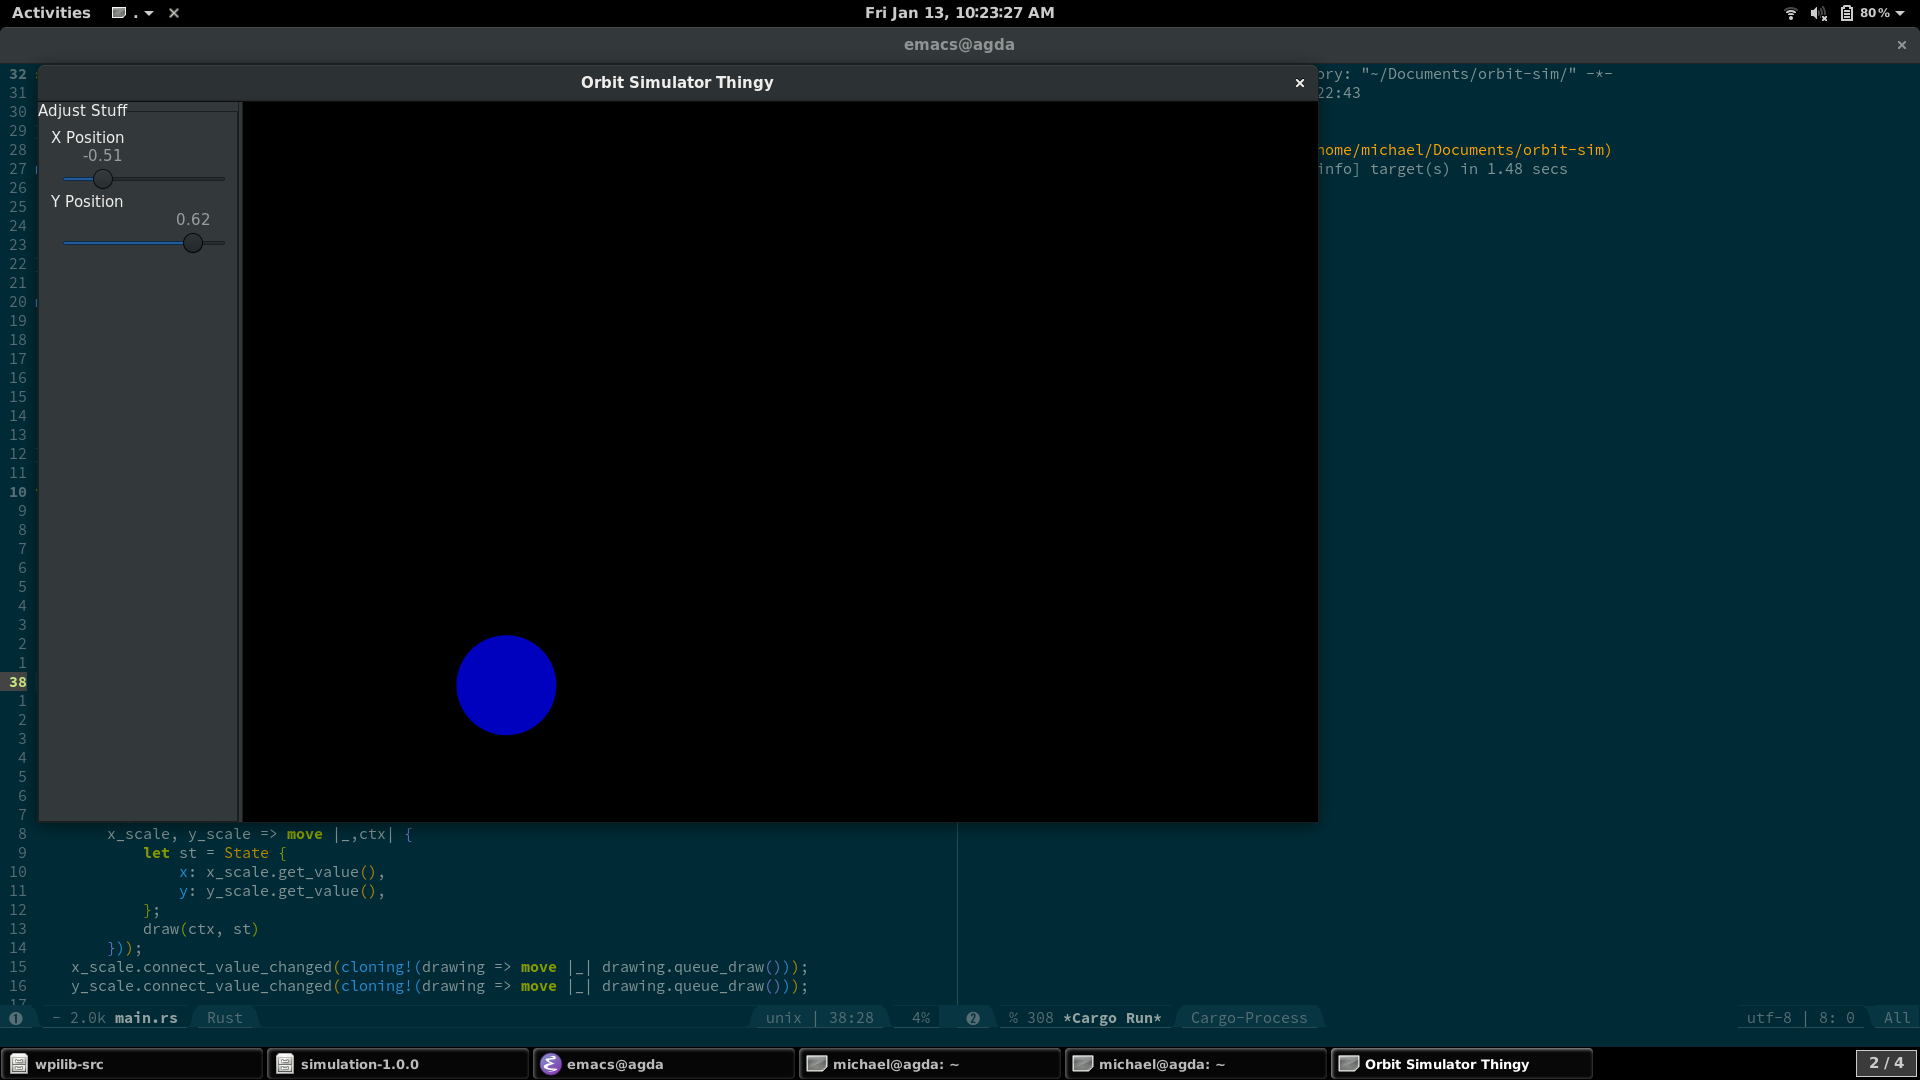 Activities
.
Fri Jan 13, 10:23:27 AM
80%
emacs@agda
Orbit Simulator Thingy
Adjust Stuff
X Position
-0.51
Y Position
0.62
32
31
30
29
28
27
26
25
24
23
22
21
20
19
18
17
16
15
14
13
12
11
10
9
8
7
6
5
4
3
2
1
38
1
2
3
4
5
6
7
8 x_scale, y_scale => move |_,ctx| {
9 let st = State {
10 x: x_scale.get_value(),
11 y: y_scale.get_value(),
12 };
13 draw(ctx, st)
14 }));
15 x_scale.connect_value_changed(cloning!(drawing => move |_| drawing.queue_draw()));
16 y_scale.connect_value_changed(cloning!(drawing => move |_| drawing.queue_draw()));
17
ory: "~/Documents/orbit-sim/" -*-
22:43
home/michael/Documents/orbit-sim)
info] target(s) in 1.48 secs
1 - 2.0k main.rs Rust unix | 38:28 4%
2 % 308 *Cargo Run* Cargo-Process utf-8 | 8: 0 All
wpilib-src
simulation-1.0.0
emacs@agda
michael@agda: ~
michael@agda: ~
Orbit Simulator Thingy
2 / 4